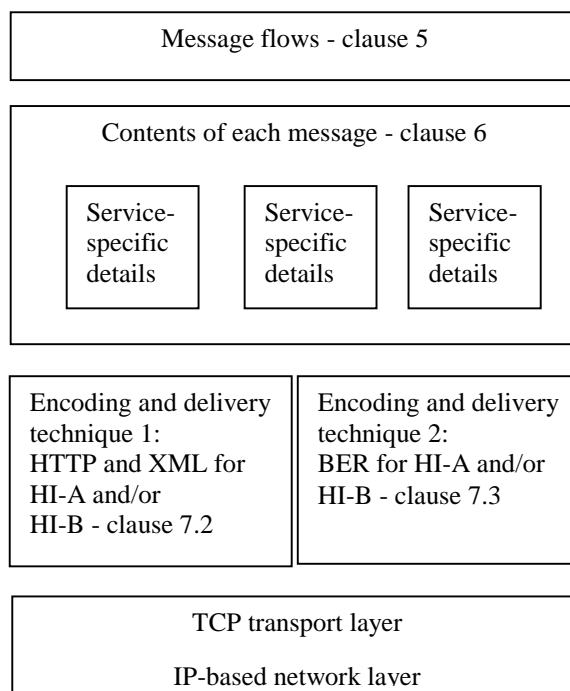 Message flows - clause 5
Contents of each message - clause 6
Service-
specific
details
Service-
specific
details
Service-
specific
details
Encoding and delivery
technique 1:
HTTP and XML for
HI-A and/or
HI-B - clause 7.2
Encoding and delivery
technique 2:
BER for HI-A and/or
HI-B - clause 7.3
TCP transport layer
IP-based network layer